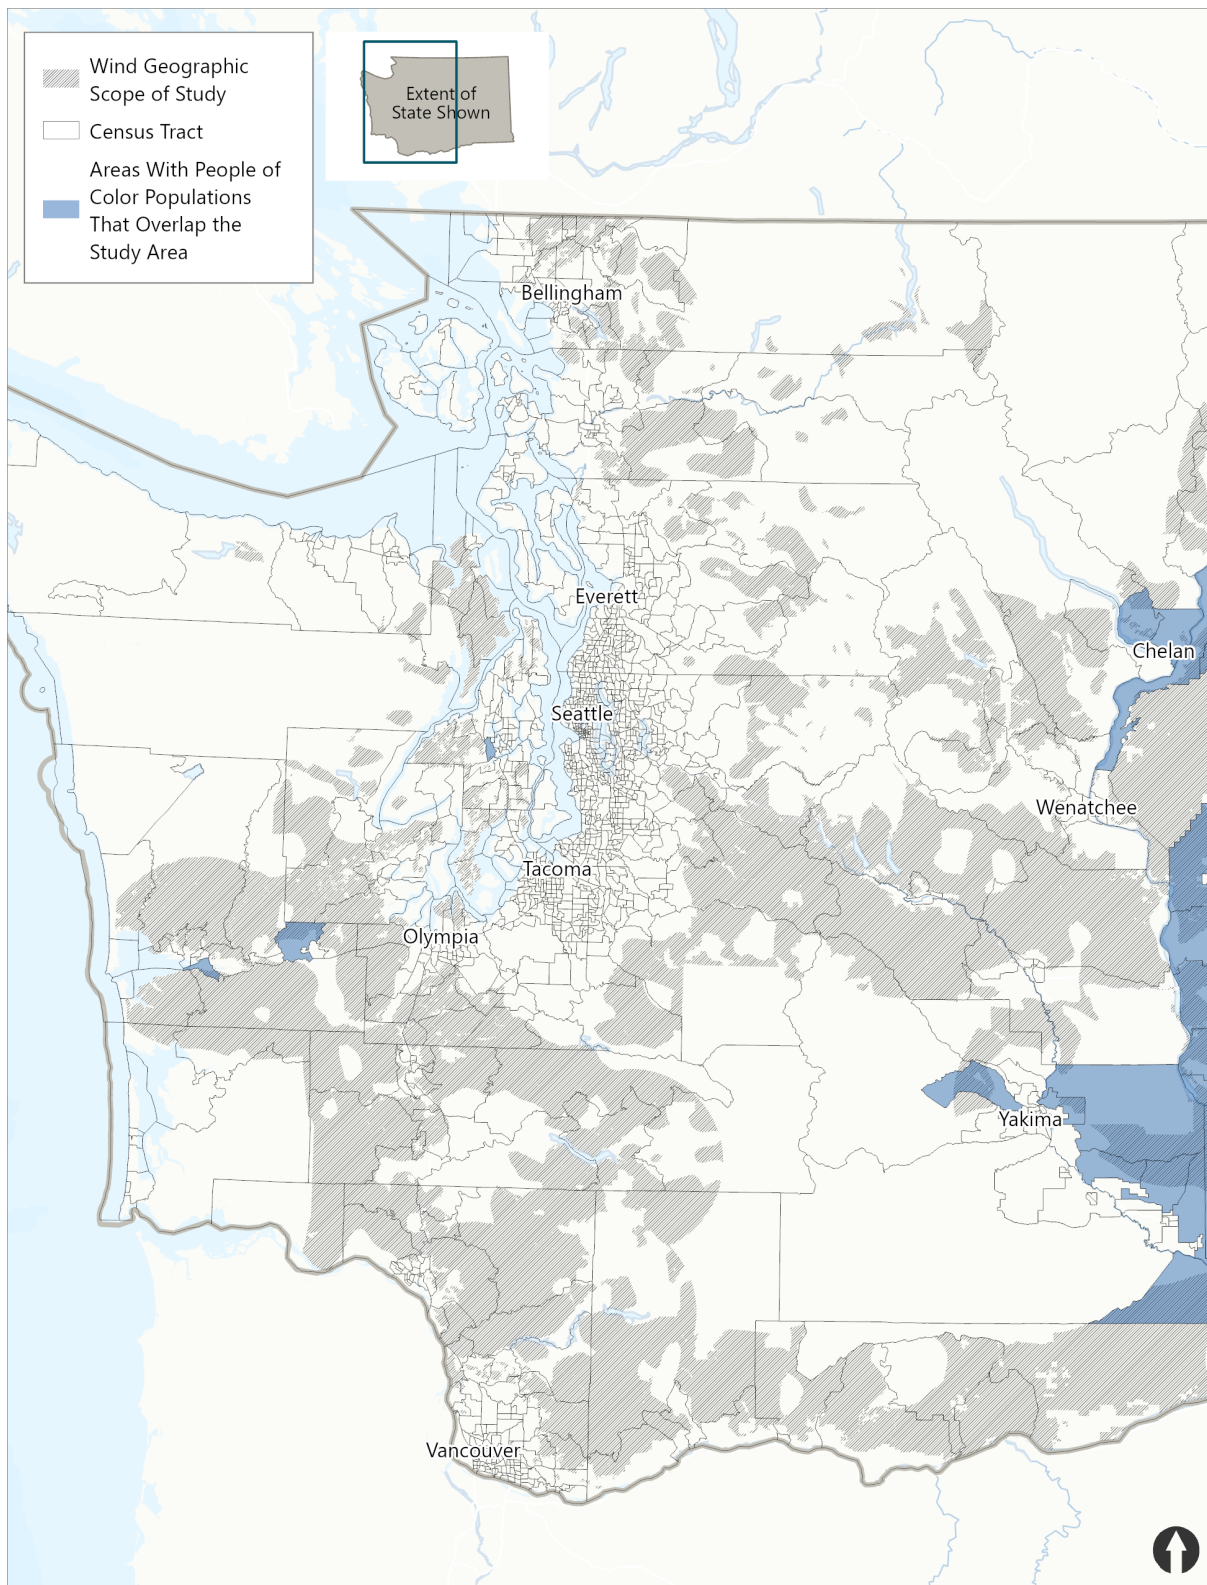 Wind Geographic
Scope of Study
Census Tract
Areas With People of
Color Populations
That Overlap the
Study Area
Extent of
State Shown
Bellingham
Everett
Chelan
Seattle
Wenatchee
Tacoma
Olympia
Yakima
Vancouver